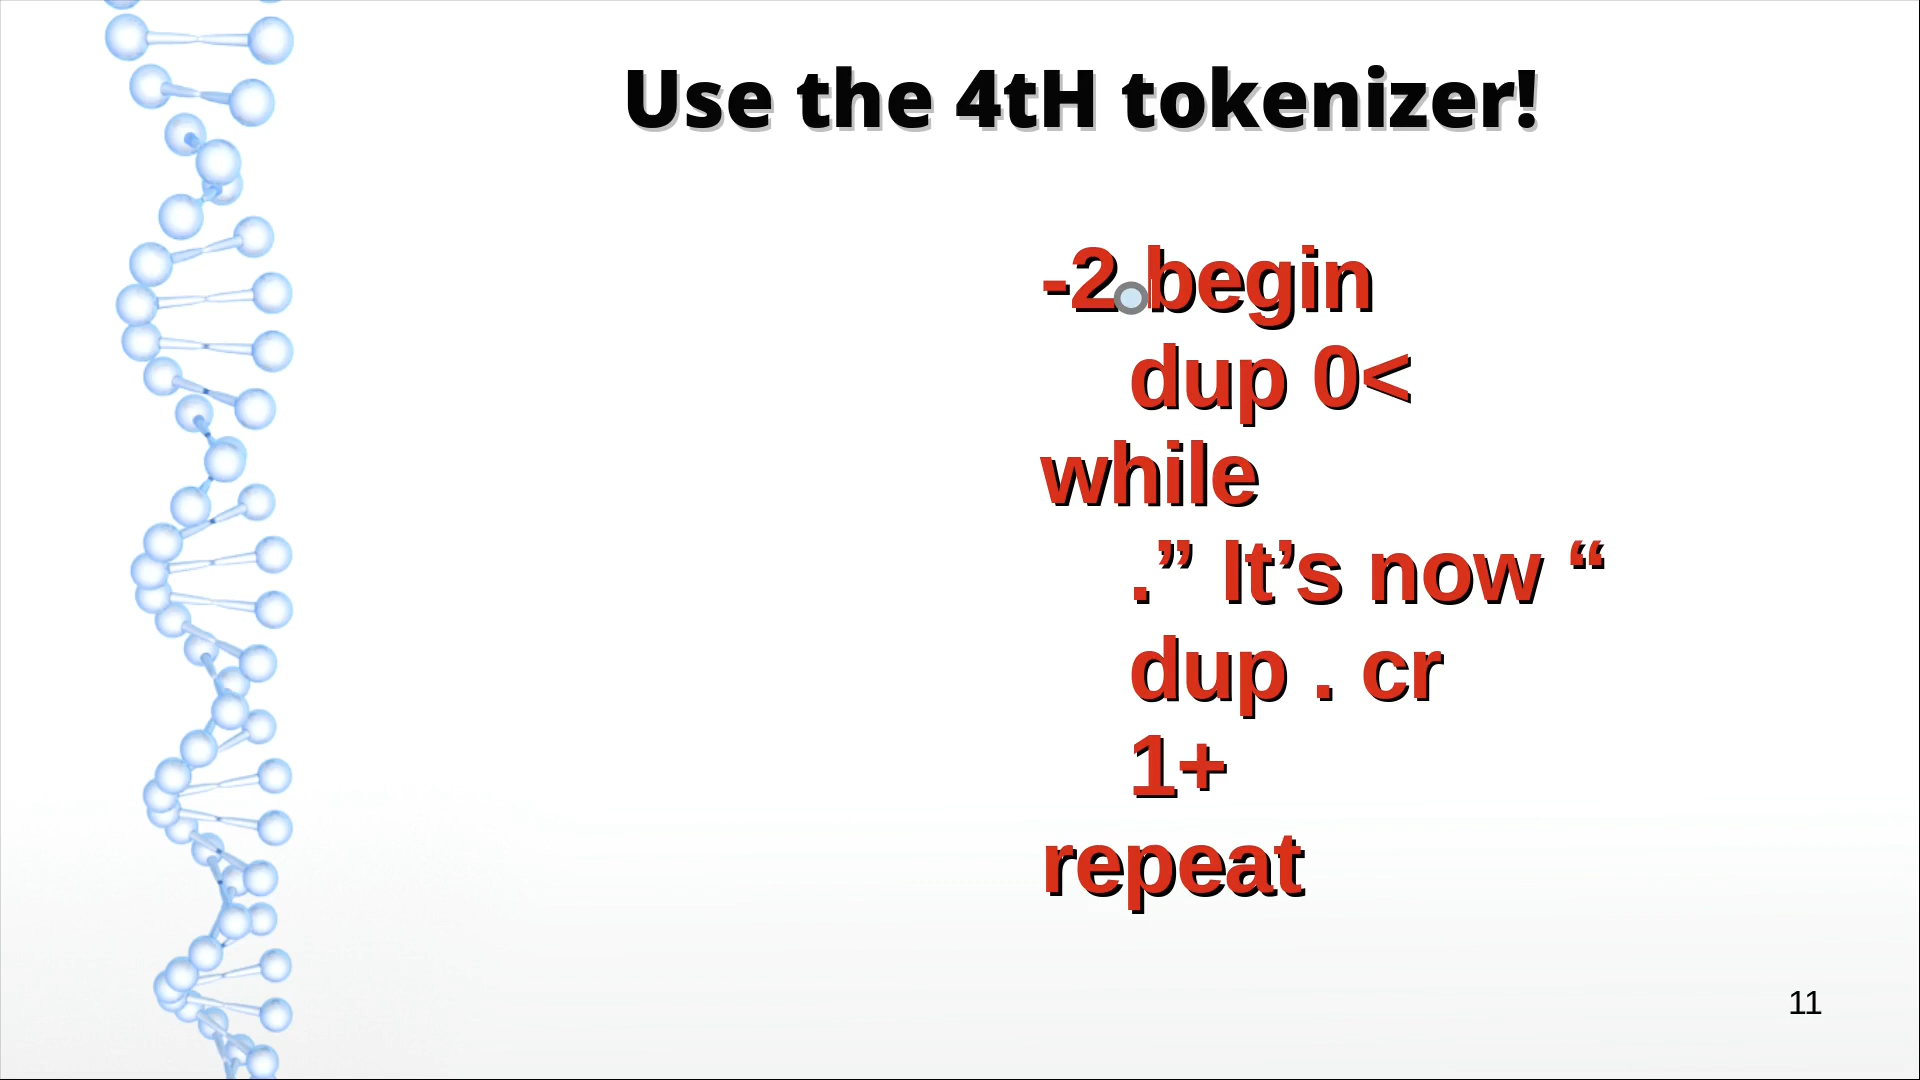 Use the 4tH tokenizer!
-2 begin
dup 0<
while
.” It’s now “
dup . cr
1+
repeat
11